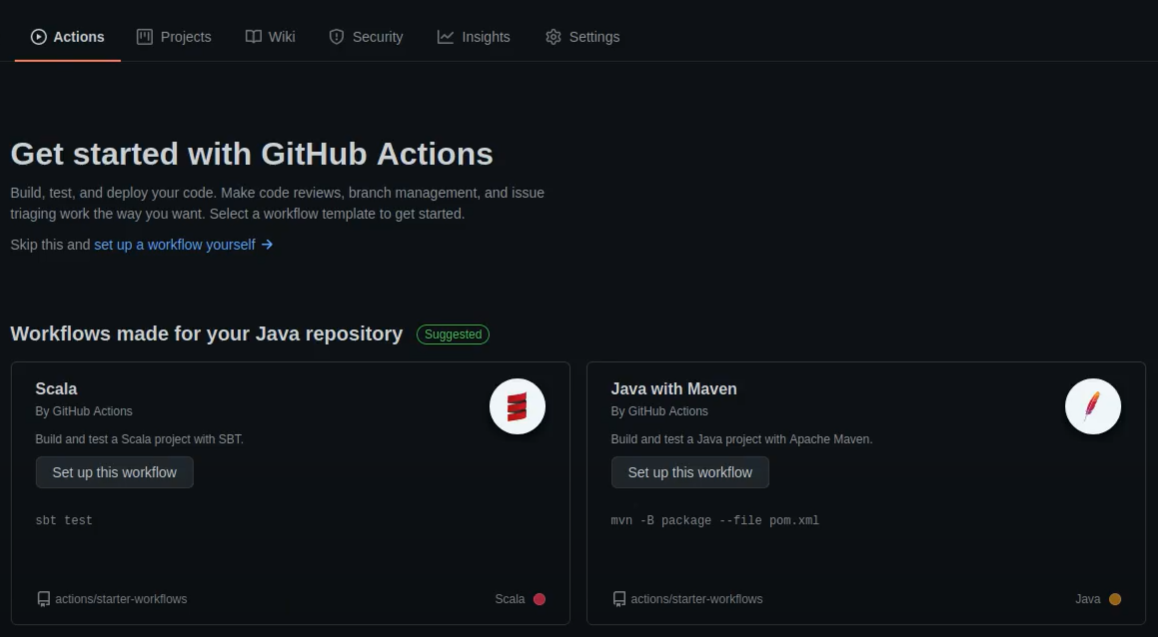 Actions Projects Wiki Security Insights Settings
Get started with GitHub Actions
Build, test, and deploy your code. Make code reviews, branch management, and issue
triaging work the way you want. Select a workflow template to get started.
Skip this and set up a workflow yourself →
Workflows made for your Java repository Suggested
Scala
By GitHub Actions
Build and test a Scala project with SBT.
Set up this workflow
sbt test
actions/starter-workflows Scala
Java with Maven
By GitHub Actions
Build and test a Java project with Apache Maven.
Set up this workflow
mvn -B package --file pom.xml
actions/starter-workflows Java